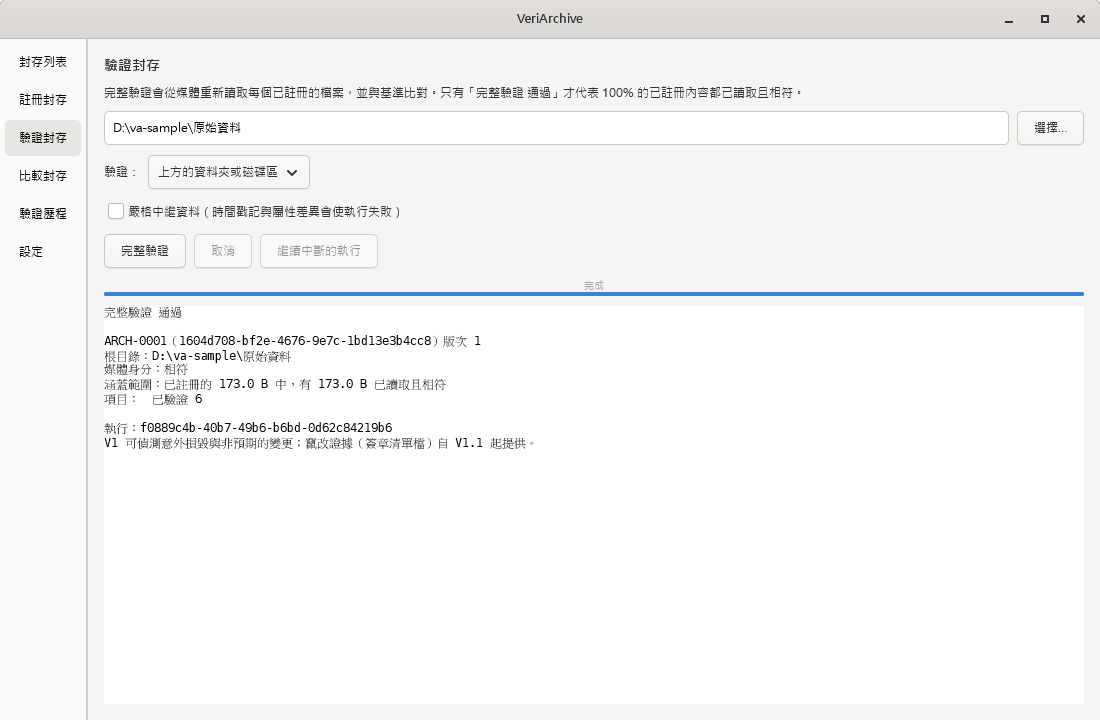 VeriArchive
封存列表
註冊封存
驗證封存
比較封存
驗證歷程
設定
驗證封存
完整驗證會從媒體重新讀取每個已註冊的檔案，並與基準比對。只有「完整驗證 通過」才代表 100% 的已註冊內容都已讀取且相符。
D:\va-sample\原始資料
選擇...
驗證：
上方的資料夾或磁碟區
嚴格中繼資料（時間戳記與屬性差異會使執行失敗）
完整驗證
取消
繼續中斷的執行
完成
完整驗證 通過
ARCH-0001（1604d708-bf2e-4676-9e7c-1bd13e3b4cc8）版次 1
根目錄：D:\va-sample\原始資料
媒體身分：相符
涵蓋範圍：已註冊的 173.0 B 中，有 173.0 B 已讀取且相符
項目： 已驗證 6
執行：f0889c4b-40b7-49b6-b6bd-0d62c84219b6
V1 可偵測意外損毀與非預期的變更；竄改證據（簽章清單檔）自 V1.1 起提供。